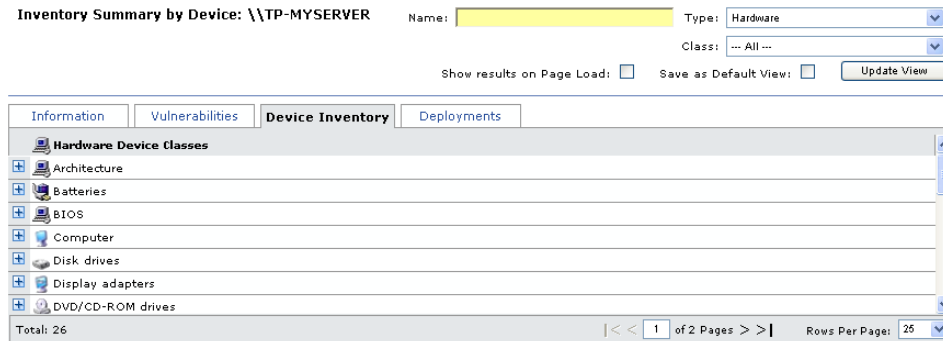 Inventory Summary by Device: \\TP-MYSERVER Name: Type: Hardware
Class: --- All ---
Show results on Page Load: Save as Default View: Update View
Information Vulnerabilities Device Inventory Deployments
Hardware Device Classes
Architecture
Batteries
BIOS
Computer
Disk drives
Display adapters
DVD/CD-ROM drives
Total: 26 |< < 1 of 2 Pages > >| Rows Per Page: 25